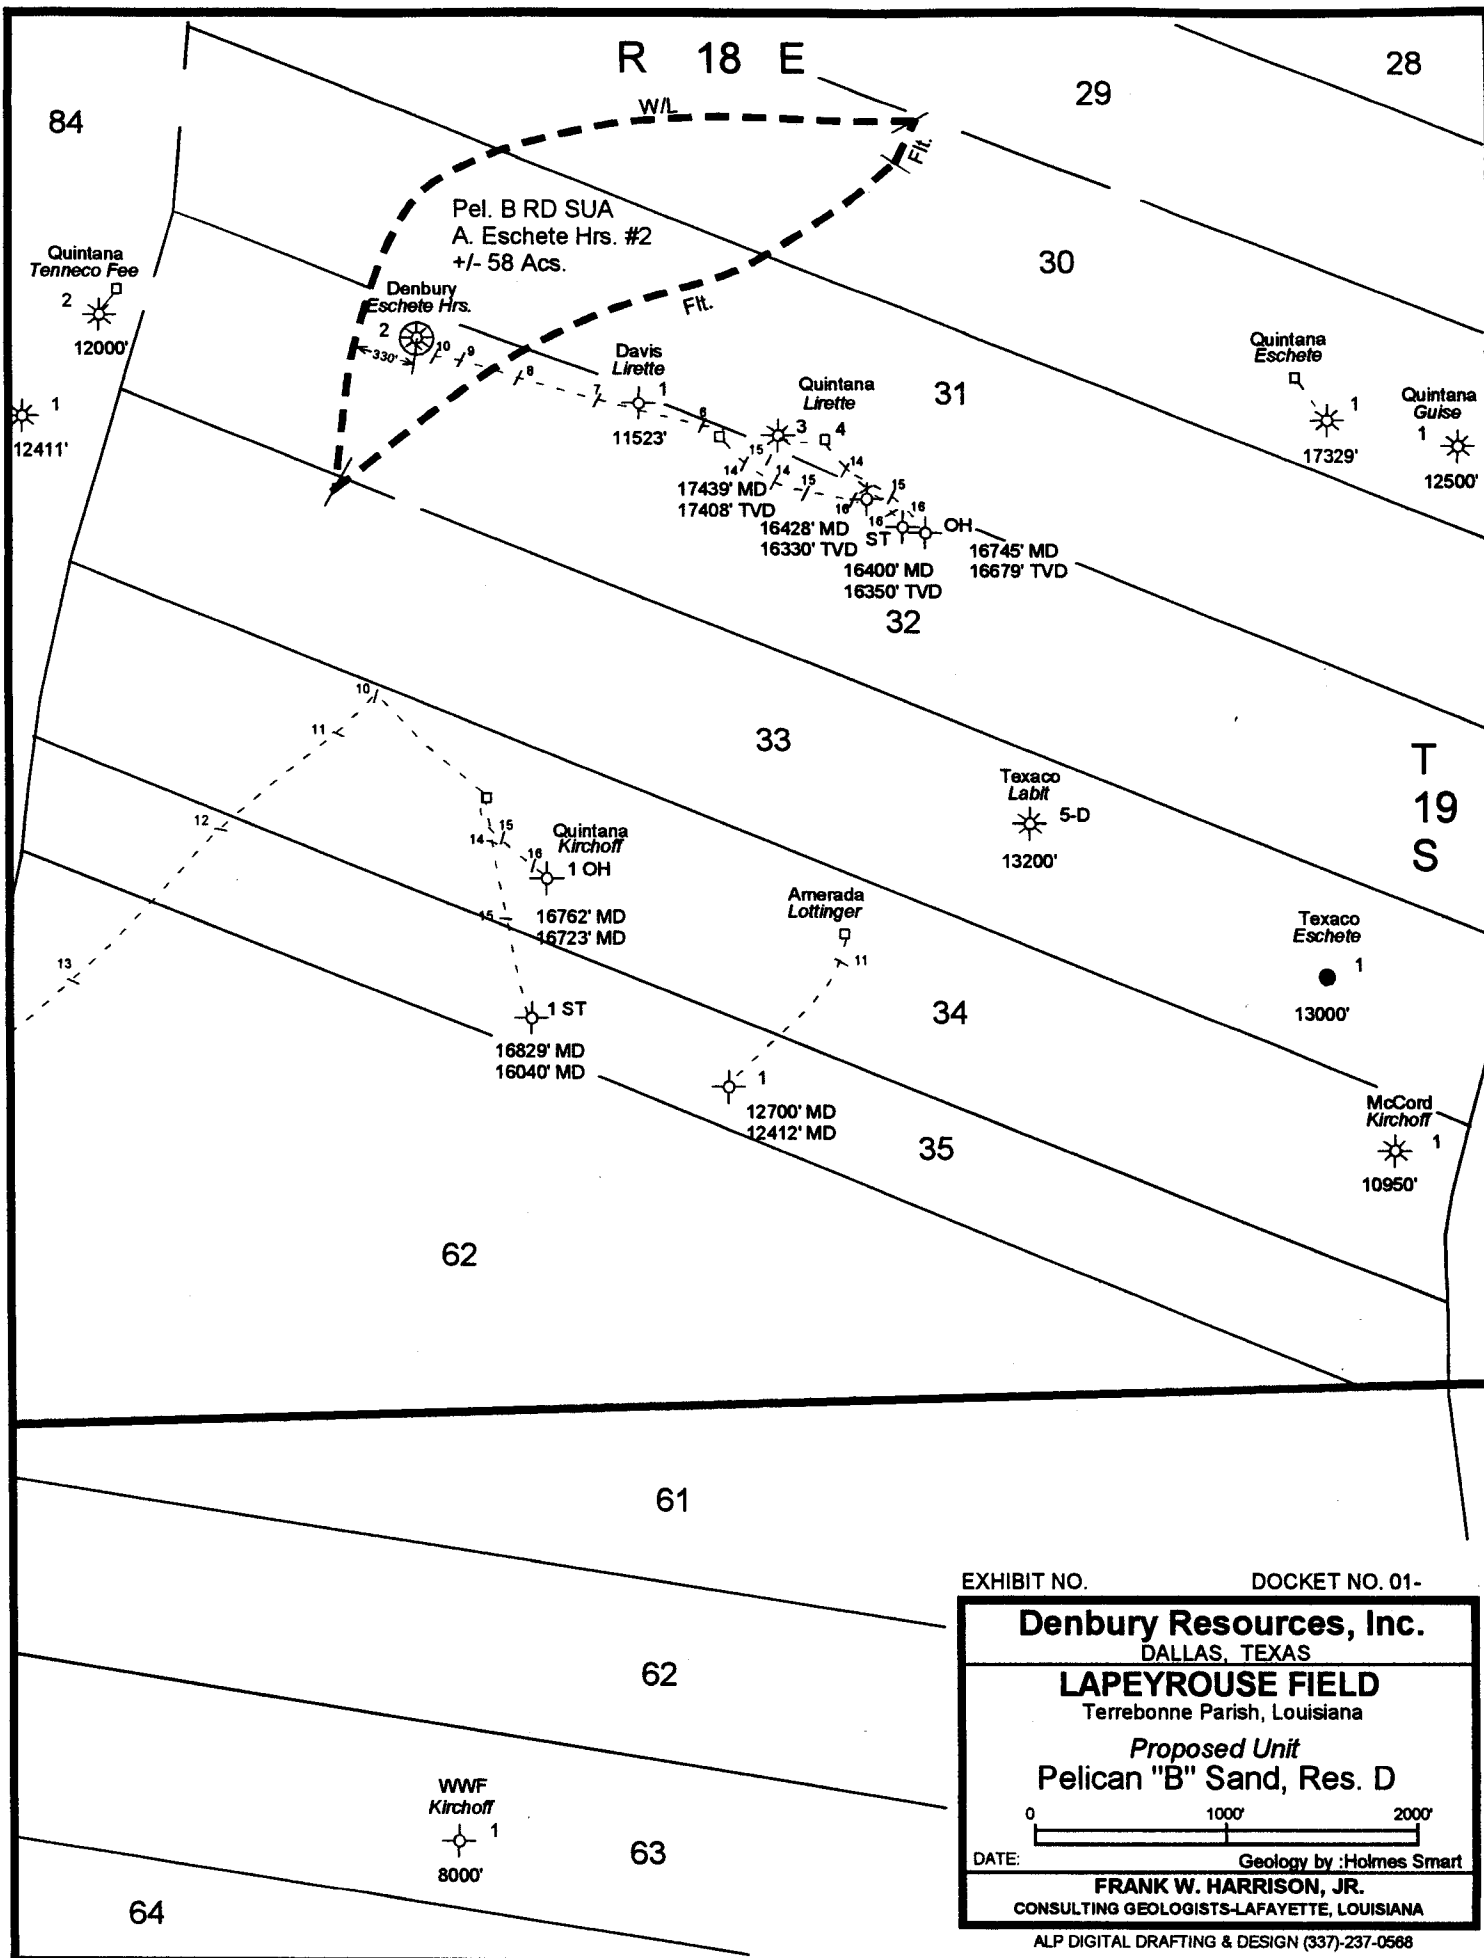 R 18 E
28
29
84
W/L
Flt.
Pel. B RD SUA
A. Eschete Hrs. #2
+/- 58 Acs.
30
Quintana
Tenneco Fee
2
12000'
Denbury
Eschete Hrs.
2
330'
10
9
8
7
6
Flt.
Davis
Lirette
1
11523'
Quintana
Lirette
3
4
31
Quintana
Eschete
1
17329'
Quintana
Guise
1
12500'
1
12411'
15
14
14
15
14
15
16
16
16
17439' MD
17408' TVD
16428' MD
16330' TVD
ST
OH
16745' MD
16679' TVD
16400' MD
16350' TVD
32
10
11
12
13
33
T
19
S
Texaco
Labit
5-D
13200'
14
15
16
Quintana
Kirchoff
1 OH
16762' MD
16723' MD
15
1 ST
16829' MD
16040' MD
Amerada
Lottinger
11
1
12700' MD
12412' MD
34
Texaco
Eschete
1
13000'
McCord
Kirchoff
1
10950'
35
62
61
62
WWF
Kirchoff
1
8000'
63
64
EXHIBIT NO. DOCKET NO. 01-
Denbury Resources, Inc.
DALLAS, TEXAS
LAPEYROUSE FIELD
Terrebonne Parish, Louisiana
Proposed Unit
Pelican "B" Sand, Res. D
0 1000' 2000'
DATE: Geology by :Holmes Smart
FRANK W. HARRISON, JR.
CONSULTING GEOLOGISTS-LAFAYETTE, LOUISIANA
ALP DIGITAL DRAFTING & DESIGN (337)-237-0568